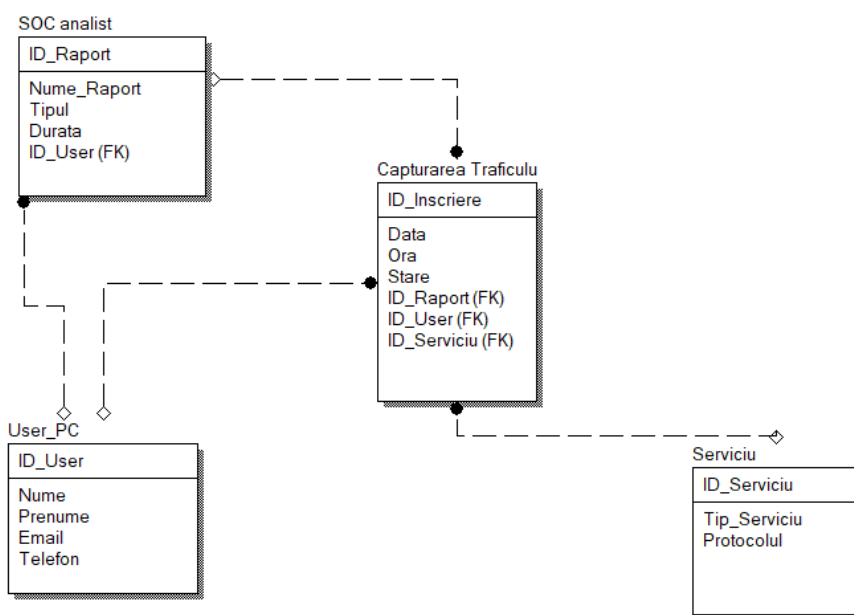 SOC analist
ID_Raport
Nume_Raport
Tipul
Durata
ID_User (FK)
Capturarea Traficulu
ID_Inscriere
Data
Ora
Stare
ID_Raport (FK)
ID_User (FK)
ID_Serviciu (FK)
User_PC
ID_User
Nume
Prenume
Email
Telefon
Serviciu
ID_Serviciu
Tip_Serviciu
Protocolul